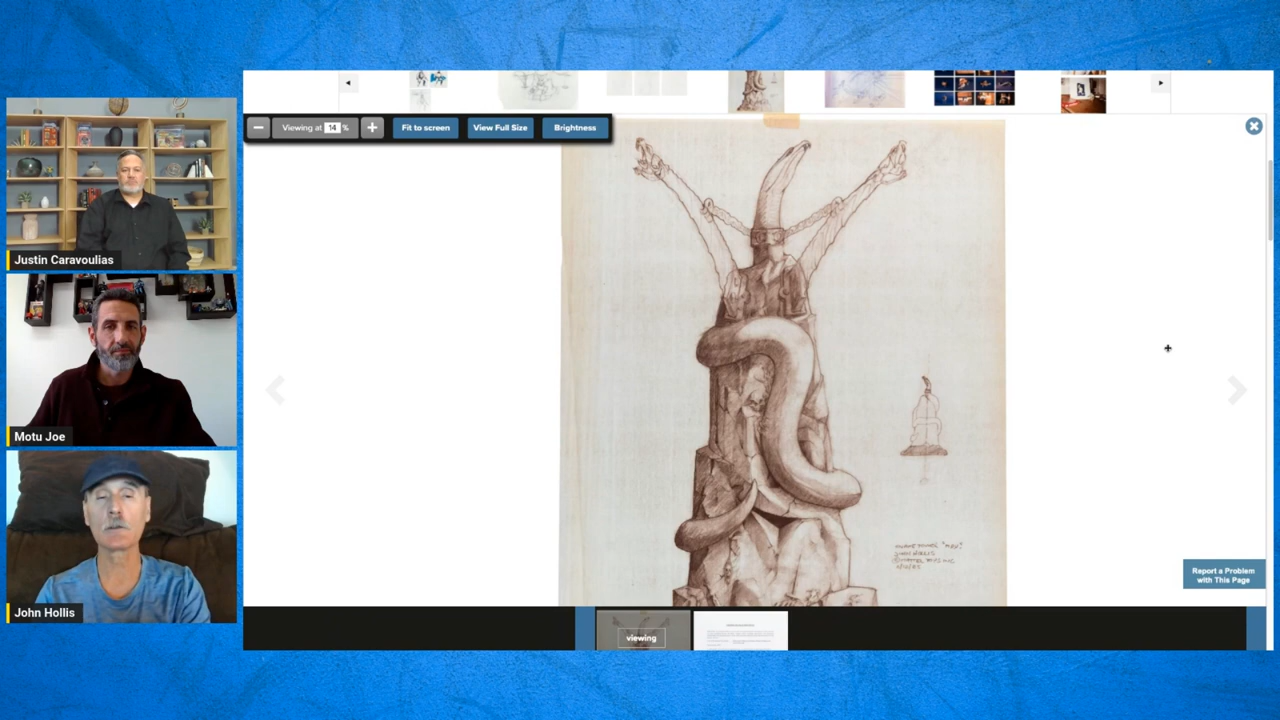 Viewing at 14 %
Fit to screen
View Full Size
Brightness
Justin Caravoulias
Motu Joe
John Hollis
Report a Problem
with This Page
viewing